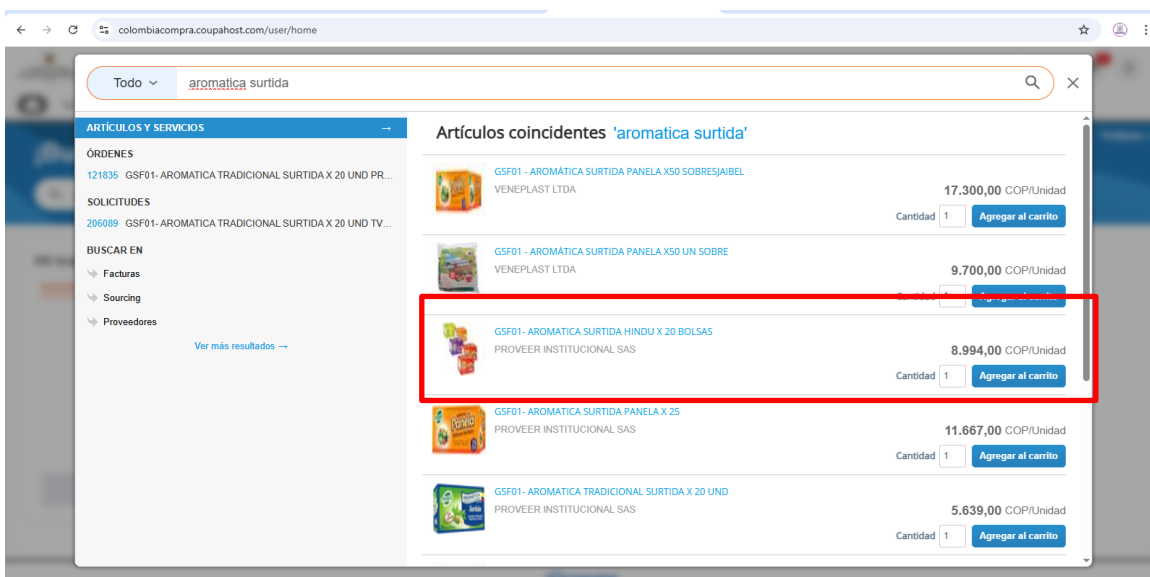 colombiacompra.coupahost.com/user/home
Todo
aromatica surtida
ARTÍCULOS Y SERVICIOS →
ÓRDENES
121835 GSF01- AROMATICA TRADICIONAL SURTIDA X 20 UND PR...
SOLICITUDES
206089 GSF01- AROMATICA TRADICIONAL SURTIDA X 20 UND TV...
BUSCAR EN
Facturas
Sourcing
Proveedores
Ver más resultados →
Artículos coincidentes 'aromatica surtida'
GSF01 - AROMÁTICA SURTIDA PANELA X50 SOBRESJAIBEL
VENEPLAST LTDA
17.300,00 COP/Unidad
Cantidad 1 Agregar al carrito
GSF01 - AROMÁTICA SURTIDA PANELA X50 UN SOBRE
VENEPLAST LTDA
9.700,00 COP/Unidad
Cantidad 1 Agregar al carrito
GSF01- AROMATICA SURTIDA HINDU X 20 BOLSAS
PROVEER INSTITUCIONAL SAS
8.994,00 COP/Unidad
Cantidad 1 Agregar al carrito
GSF01- AROMATICA SURTIDA PANELA X 25
PROVEER INSTITUCIONAL SAS
11.667,00 COP/Unidad
Cantidad 1 Agregar al carrito
GSF01- AROMATICA TRADICIONAL SURTIDA X 20 UND
PROVEER INSTITUCIONAL SAS
5.639,00 COP/Unidad
Cantidad 1 Agregar al carrito